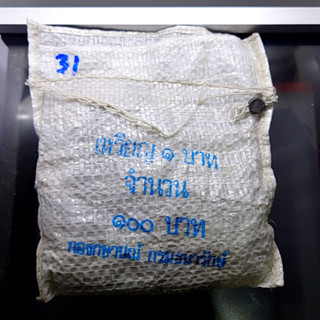 31
เหรียญ ๑ บาท
จำนวน
๑๐๐ บาท
กองกษาปณ์ กรมธนารักษ์